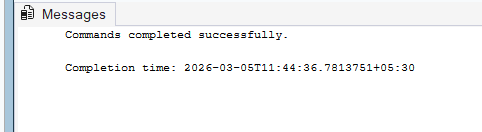 Messages
Commands completed successfully.
Completion time: 2026-03-05T11:44:36.7813751+05:30